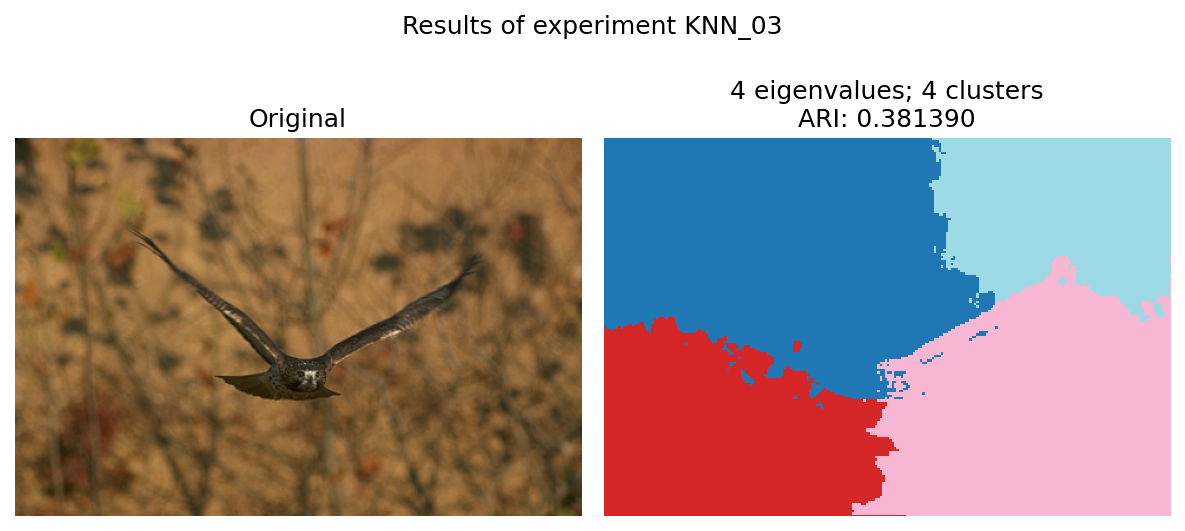 Results of experiment KNN_03
Original
4 eigenvalues; 4 clusters
ARI: 0.381390